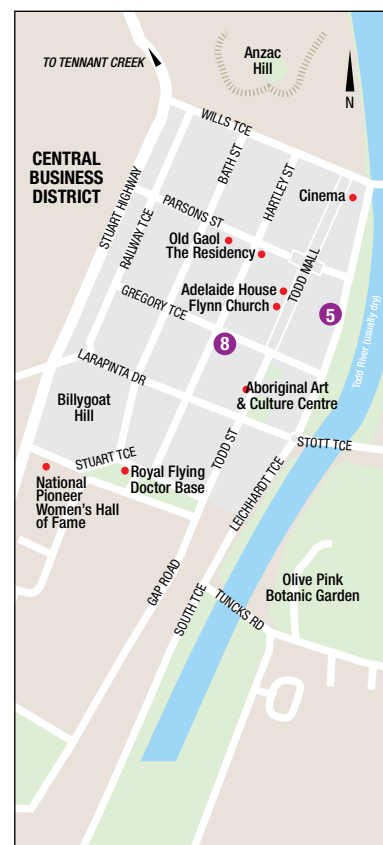 TO TENNANT CREEK
Anzac
Hill
N
WILLS TCE
CENTRAL
BUSINESS
DISTRICT
BATH ST
HARTLEY ST
STUART HIGHWAY
Cinema
RAILWAY TCE
PARSONS ST
Old Gaol
The Residency
TODD MALL
Adelaide House
Flynn Church
GREGORY TCE
5
8
Todd River (usually dry)
LARAPINTA DR
Billygoat
Hill
Aboriginal Art
& Culture Centre
TODD ST
STOTT TCE
STUART TCE
LEICHHARDT TCE
National
Pioneer
Women's Hall
of Fame
Royal Flying
Doctor Base
GAP ROAD
SOUTH TCE
TUNCKS RD
Olive Pink
Botanic Garden